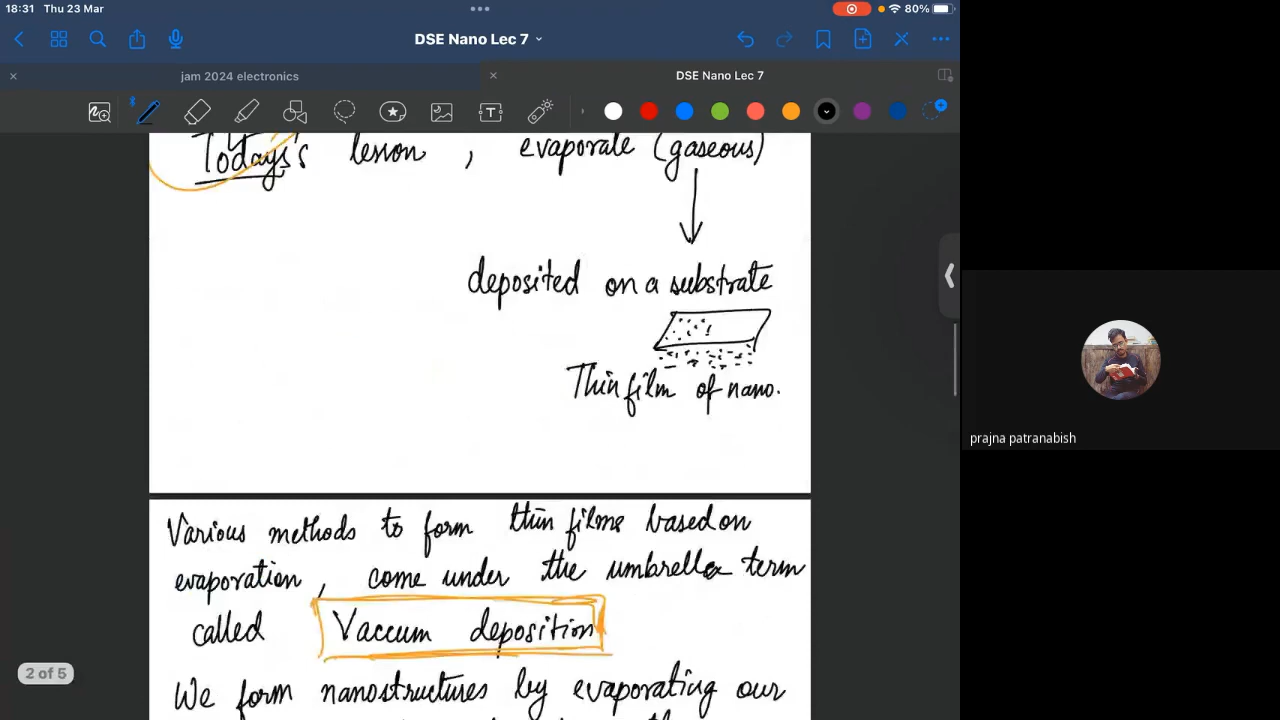 18:31 Thu 23 Mar
80%
DSE Nano Lec 7
jam 2024 electronics
DSE Nano Lec 7
T
Todays's lesson , evaporate (gaseous)
deposited on a substrate
Thin film of nano.
Various methods to form thin films based on
evaporation, come under the umbrella term
called Vaccum deposition
2 of 5
We form nanostructures by evaporating our
prajna patranabish